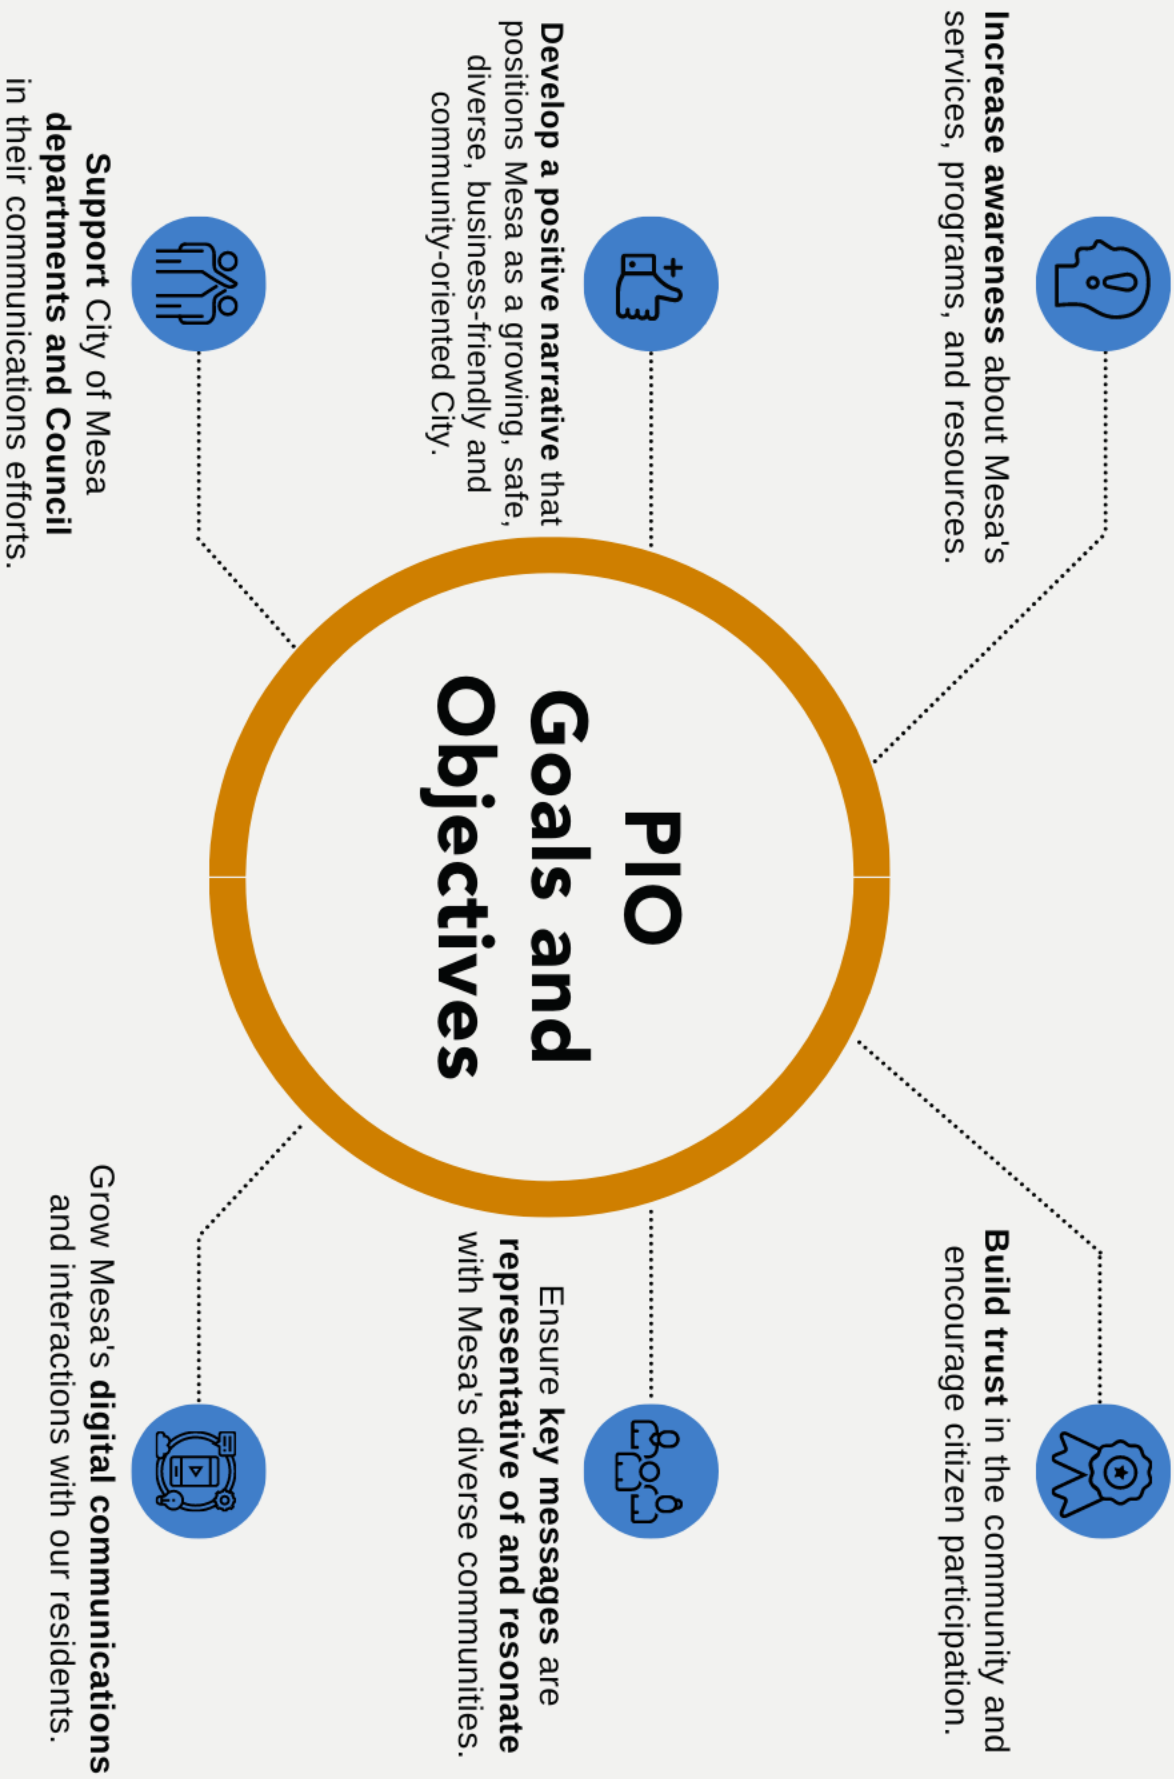 Increase awareness about Mesa's
services, programs, and resources.
Develop a positive narrative that
positions Mesa as a growing, safe,
diverse, business-friendly and
community-oriented City.
Support City of Mesa
departments and Council
in their communications efforts.
PIO
Goals and
Objectives
Build trust in the community and
encourage citizen participation.
Ensure key messages are
representative of and resonate
with Mesa's diverse communities.
Grow Mesa's digital communications
and interactions with our residents.